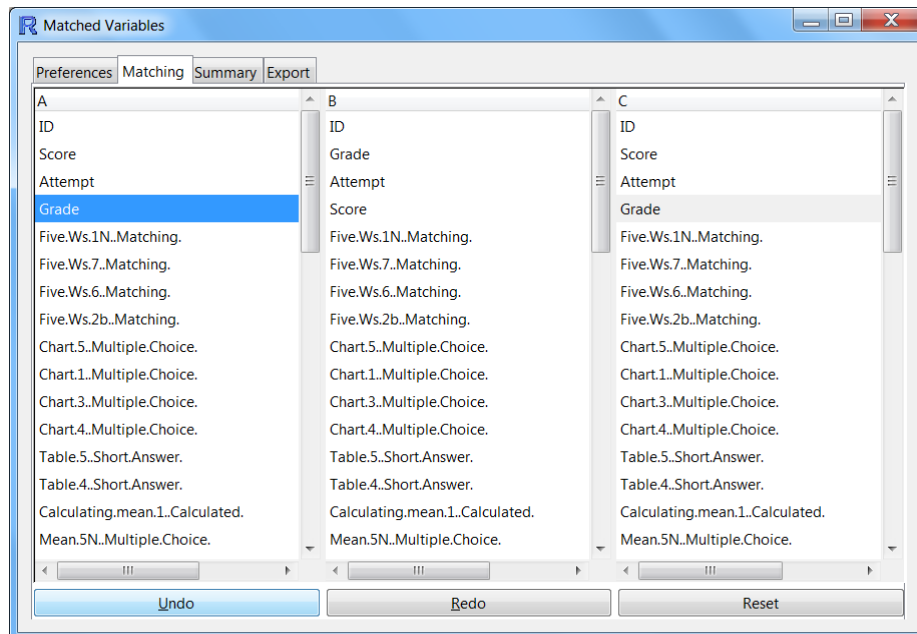 Matched Variables
Preferences Matching Summary Export
A B C
ID ID ID
Score Grade Score
Attempt Attempt Attempt
Grade Score Grade
Five.Ws.1N..Matching. Five.Ws.1N..Matching. Five.Ws.1N..Matching.
Five.Ws.7..Matching. Five.Ws.7..Matching. Five.Ws.7..Matching.
Five.Ws.6..Matching. Five.Ws.6..Matching. Five.Ws.6..Matching.
Five.Ws.2b..Matching. Five.Ws.2b..Matching. Five.Ws.2b..Matching.
Chart.5..Multiple.Choice. Chart.5..Multiple.Choice. Chart.5..Multiple.Choice.
Chart.1..Multiple.Choice. Chart.1..Multiple.Choice. Chart.1..Multiple.Choice.
Chart.3..Multiple.Choice. Chart.3..Multiple.Choice. Chart.3..Multiple.Choice.
Chart.4..Multiple.Choice. Chart.4..Multiple.Choice. Chart.4..Multiple.Choice.
Table.5..Short.Answer. Table.5..Short.Answer. Table.5..Short.Answer.
Table.4..Short.Answer. Table.4..Short.Answer. Table.4..Short.Answer.
Calculating.mean.1..Calculated. Calculating.mean.1..Calculated. Calculating.mean.1..Calculated.
Mean.5N..Multiple.Choice. Mean.5N..Multiple.Choice. Mean.5N..Multiple.Choice.
Undo Redo Reset